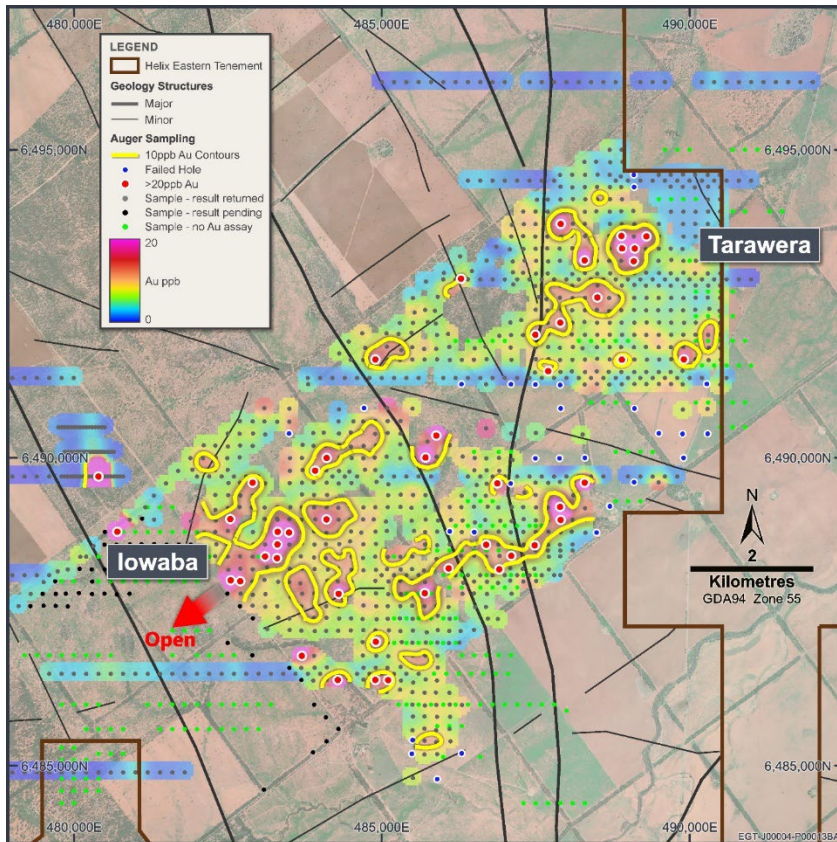 480,000E
485,000E
490,000E
LEGEND
Helix Eastern Tenement
Geology Structures
Major
Minor
Auger Sampling
10ppb Au Contours
Failed Hole
>20ppb Au
Sample - result returned
Sample - result pending
Sample - no Au assay
20
Au ppb
0
6,495,000N
6,495,000N
Tarawera
6,490,000N
6,490,000N
N
2
Kilometres
GDA94 Zone 55
Iowaba
Open
6,485,000N
6,485,000N
480,000E
485,000E
490,000E